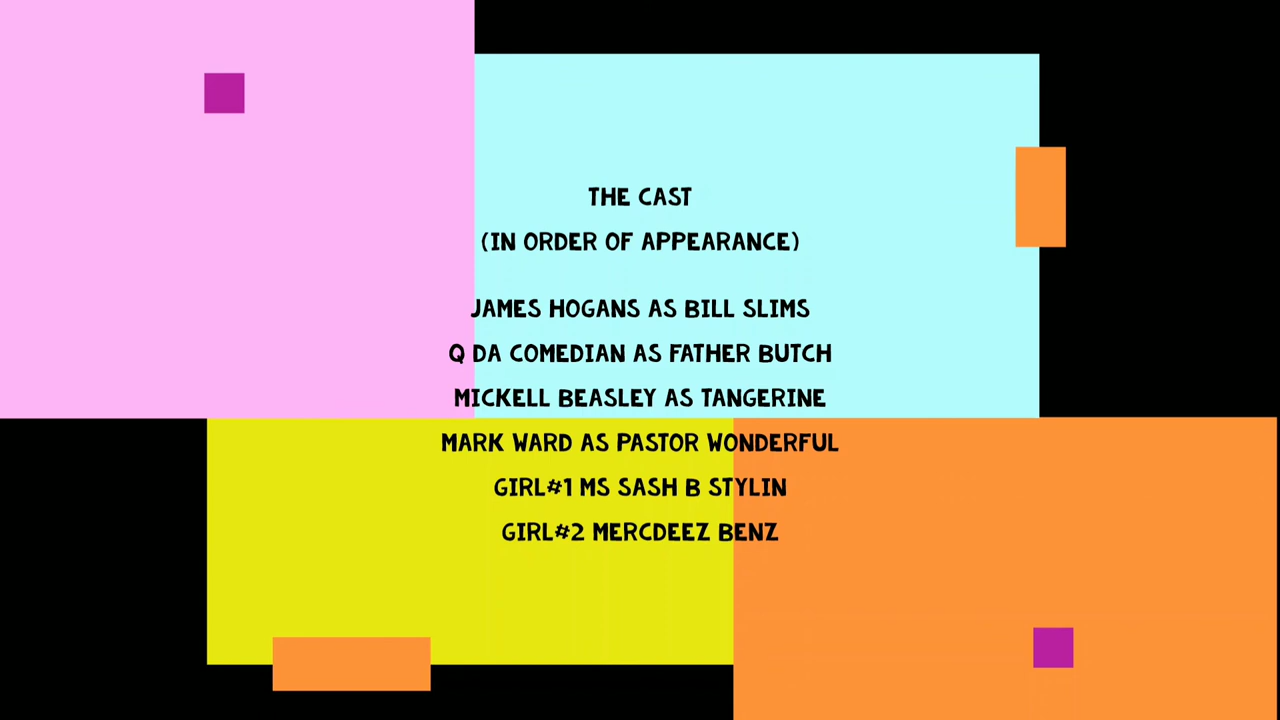 THE CAST
(IN ORDER OF APPEARANCE)
JAMES HOGANS AS BILL SLIMS
Q DA COMEDIAN AS FATHER BUTCH
MICKELL BEASLEY AS TANGERINE
MARK WARD AS PASTOR WONDERFUL
GIRL#1 MS SASH B STYLIN
GIRL#2 MERCDEEZ BENZ